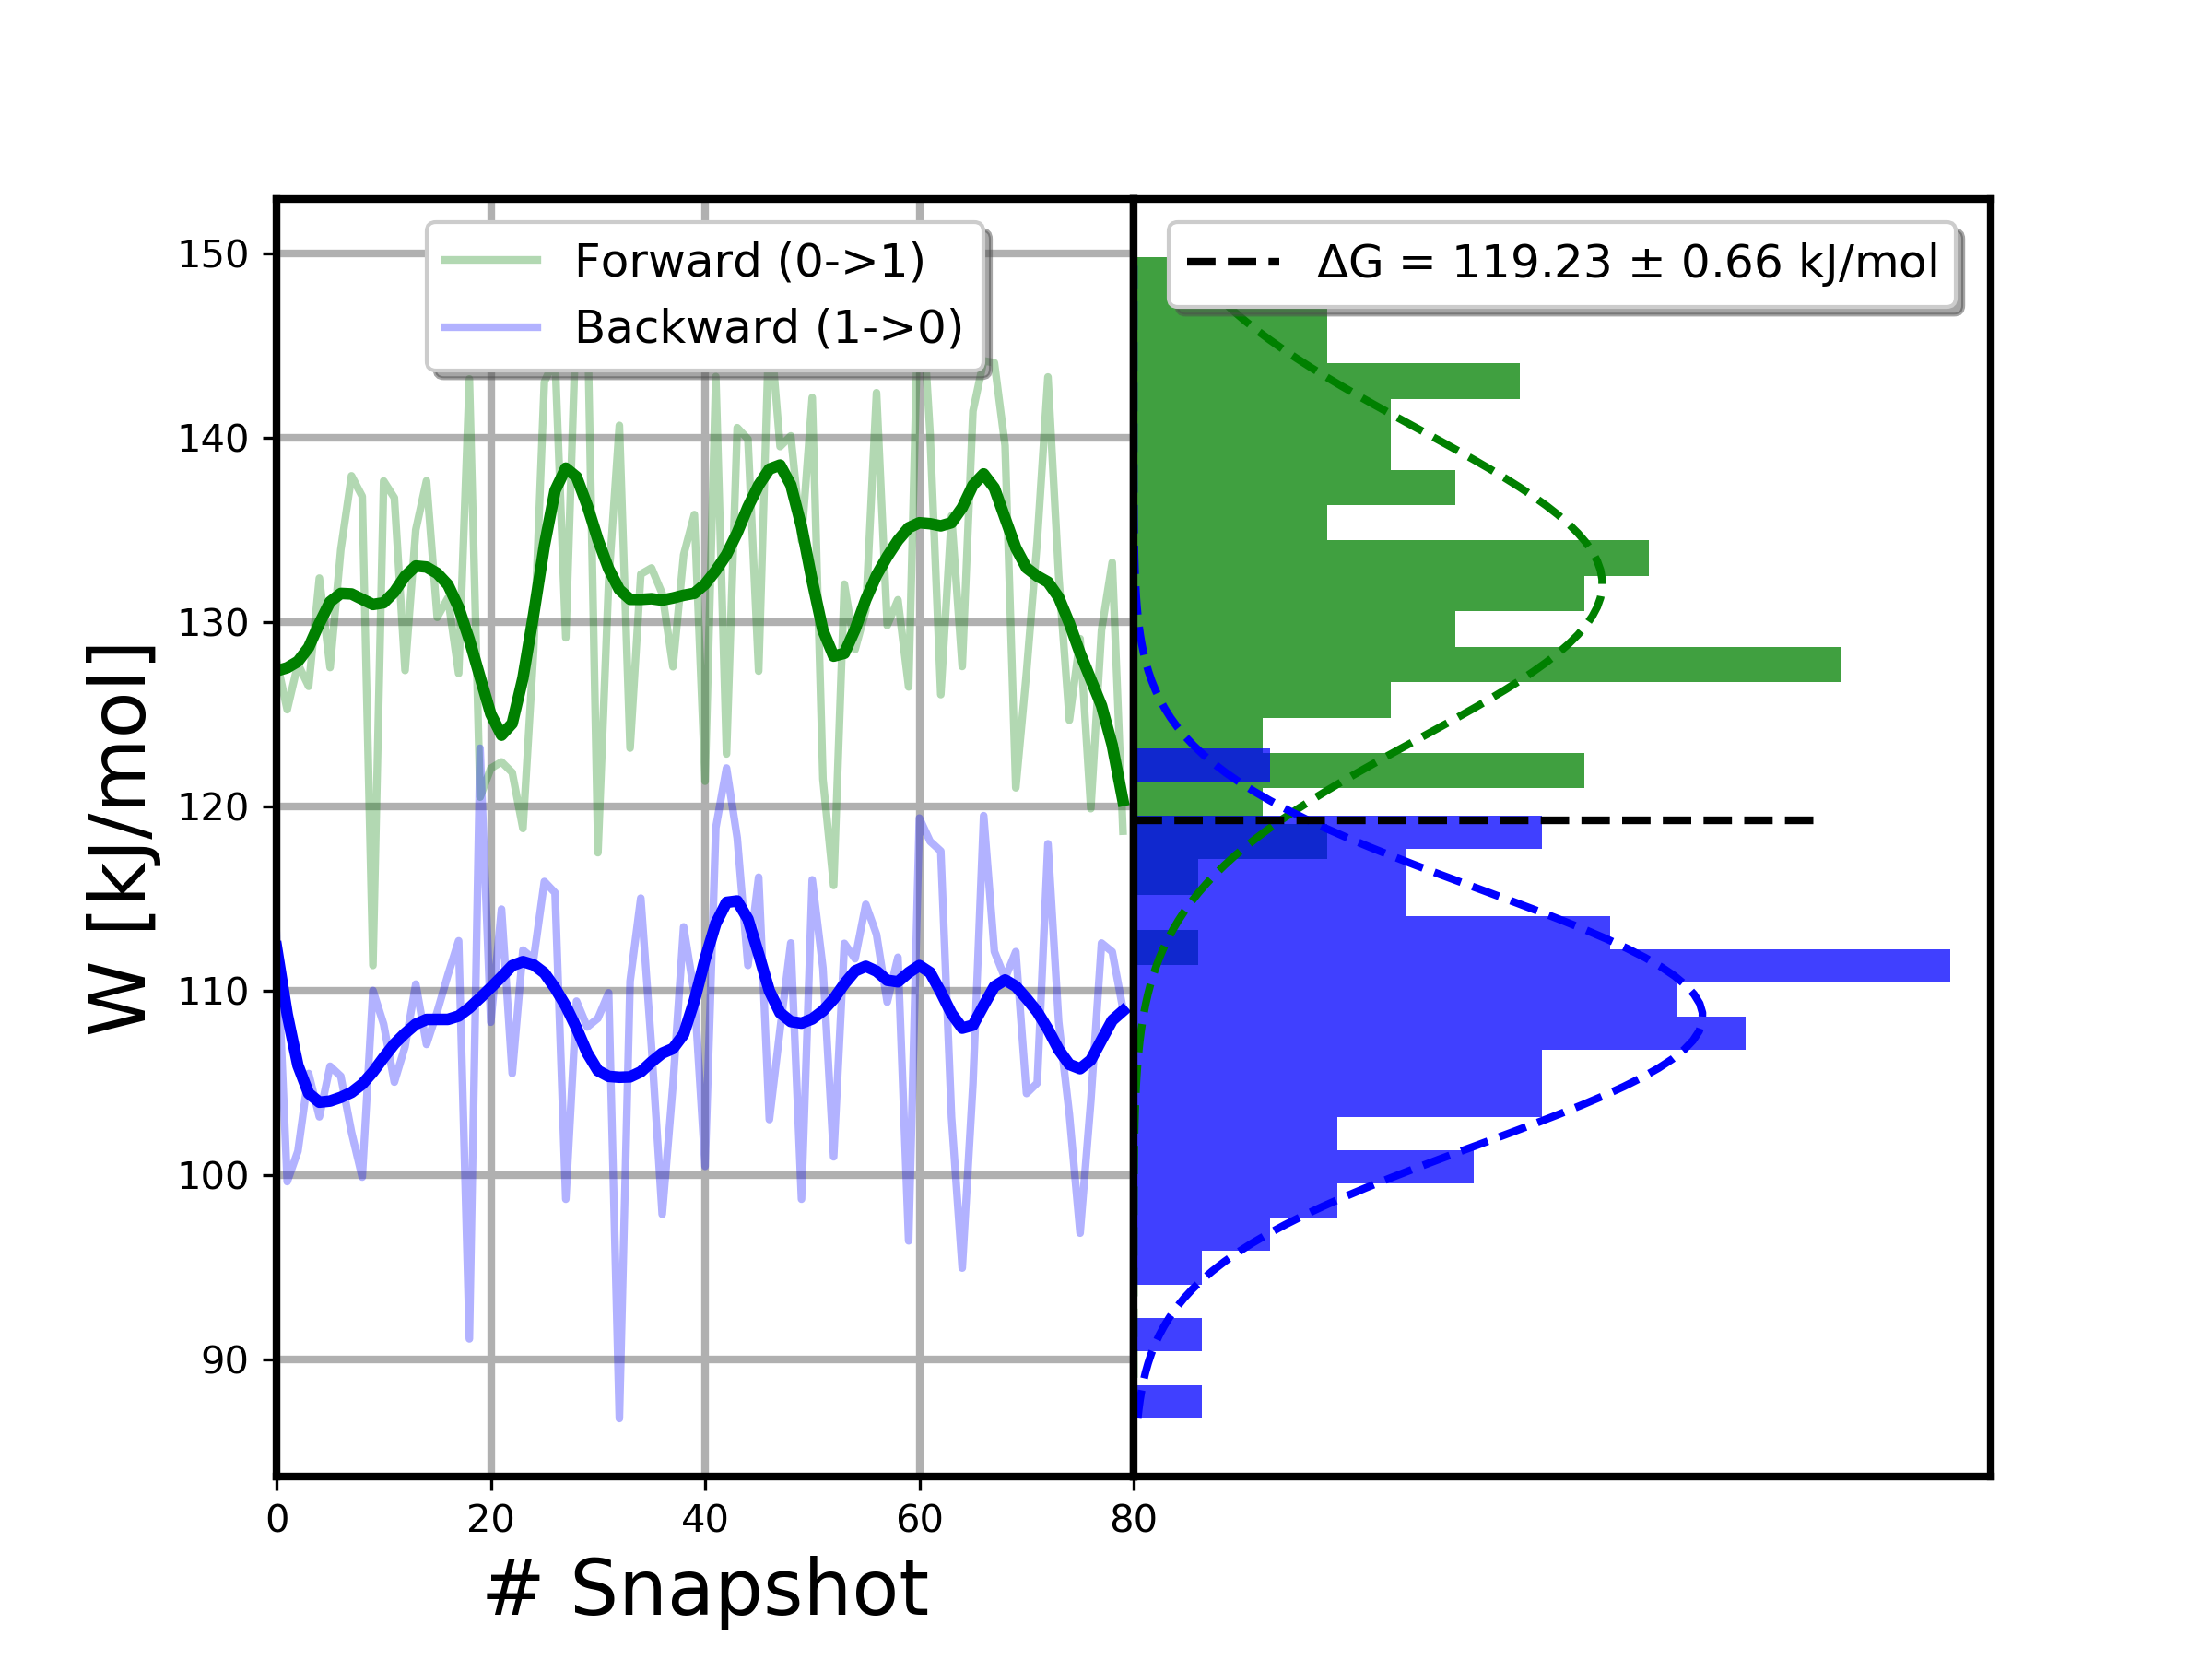 Forward (0->1)
Backward (1->0)
ΔG = 119.23 ± 0.66 kJ/mol
150
140
130
120
110
100
90
W [kJ/mol]
0 20 40 60 80
# Snapshot